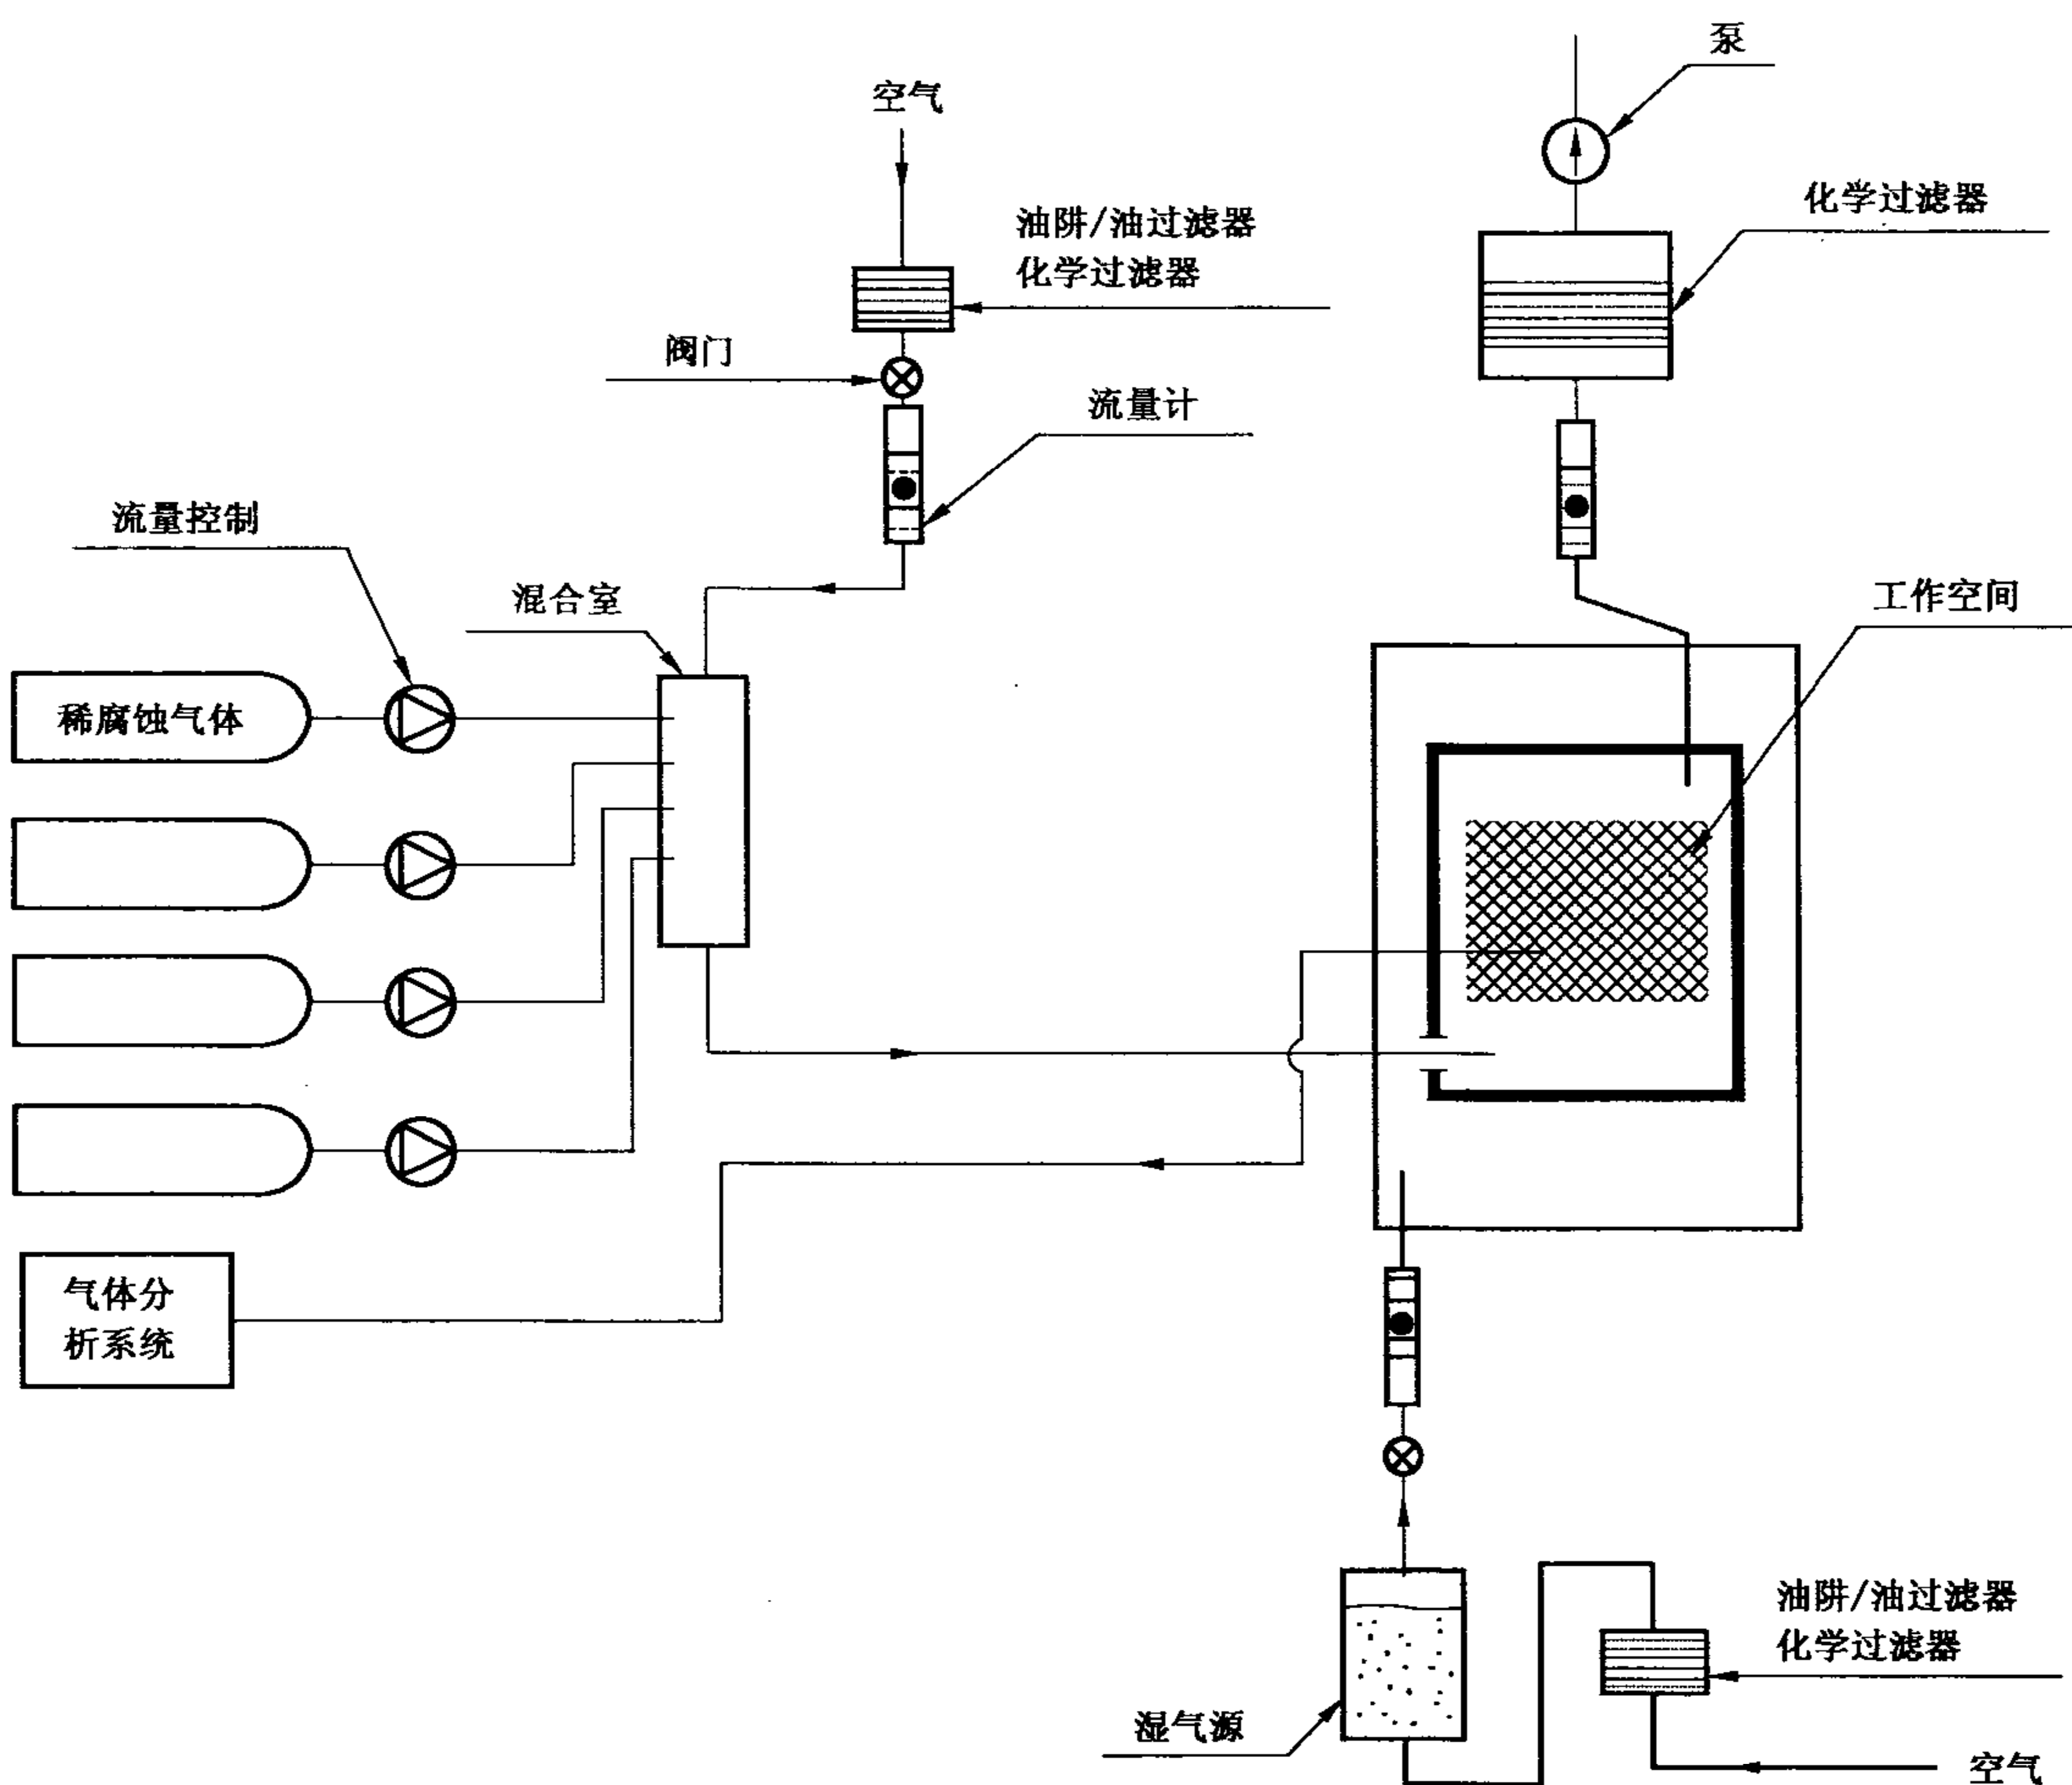 泵
空气
化学过滤器
油阱/油过滤器
化学过滤器
阀门
流量计
流量控制
混合室
工作空间
稀腐蚀气体
气体分
析系统
油阱/油过滤器
化学过滤器
湿气源
空气